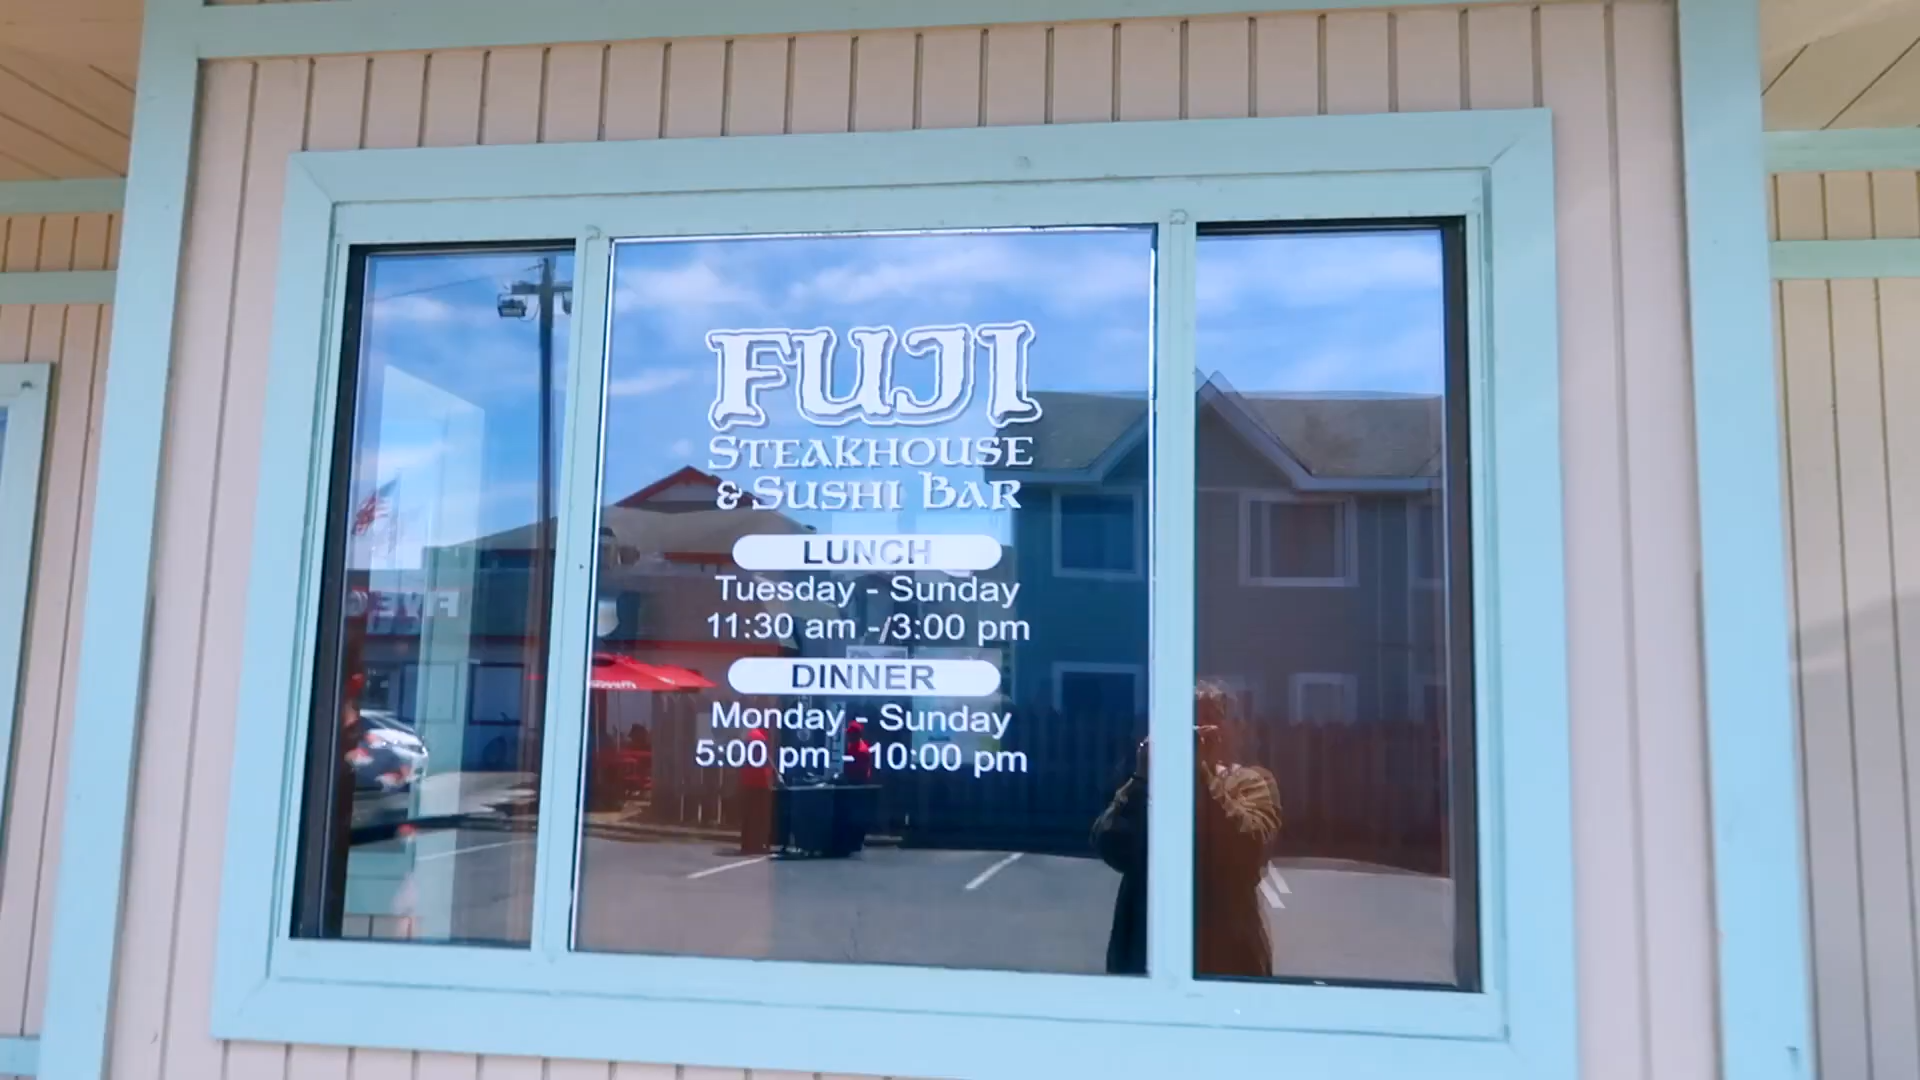 FUJI
STEAKHOUSE
& SUSHI BAR
LUNCH
Tuesday - Sunday
11:30 am - 3:00 pm
DINNER
Monday - Sunday
5:00 pm - 10:00 pm